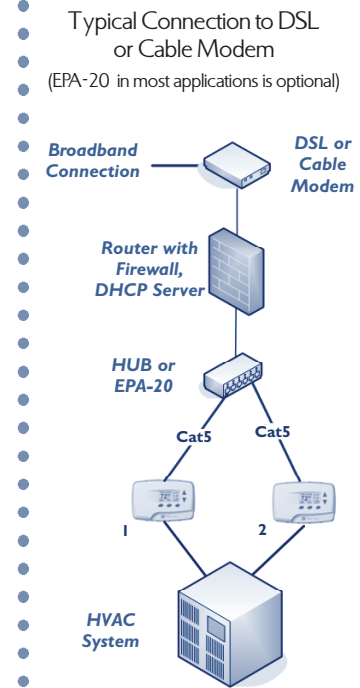 Typical Connection to DSL
or Cable Modem
(EPA-20 in most applications is optional)
Broadband
Connection
DSL or
Cable
Modem
Router with
Firewall,
DHCP Server
HUB or
EPA-20
Cat5
Cat5
1
2
HVAC
System